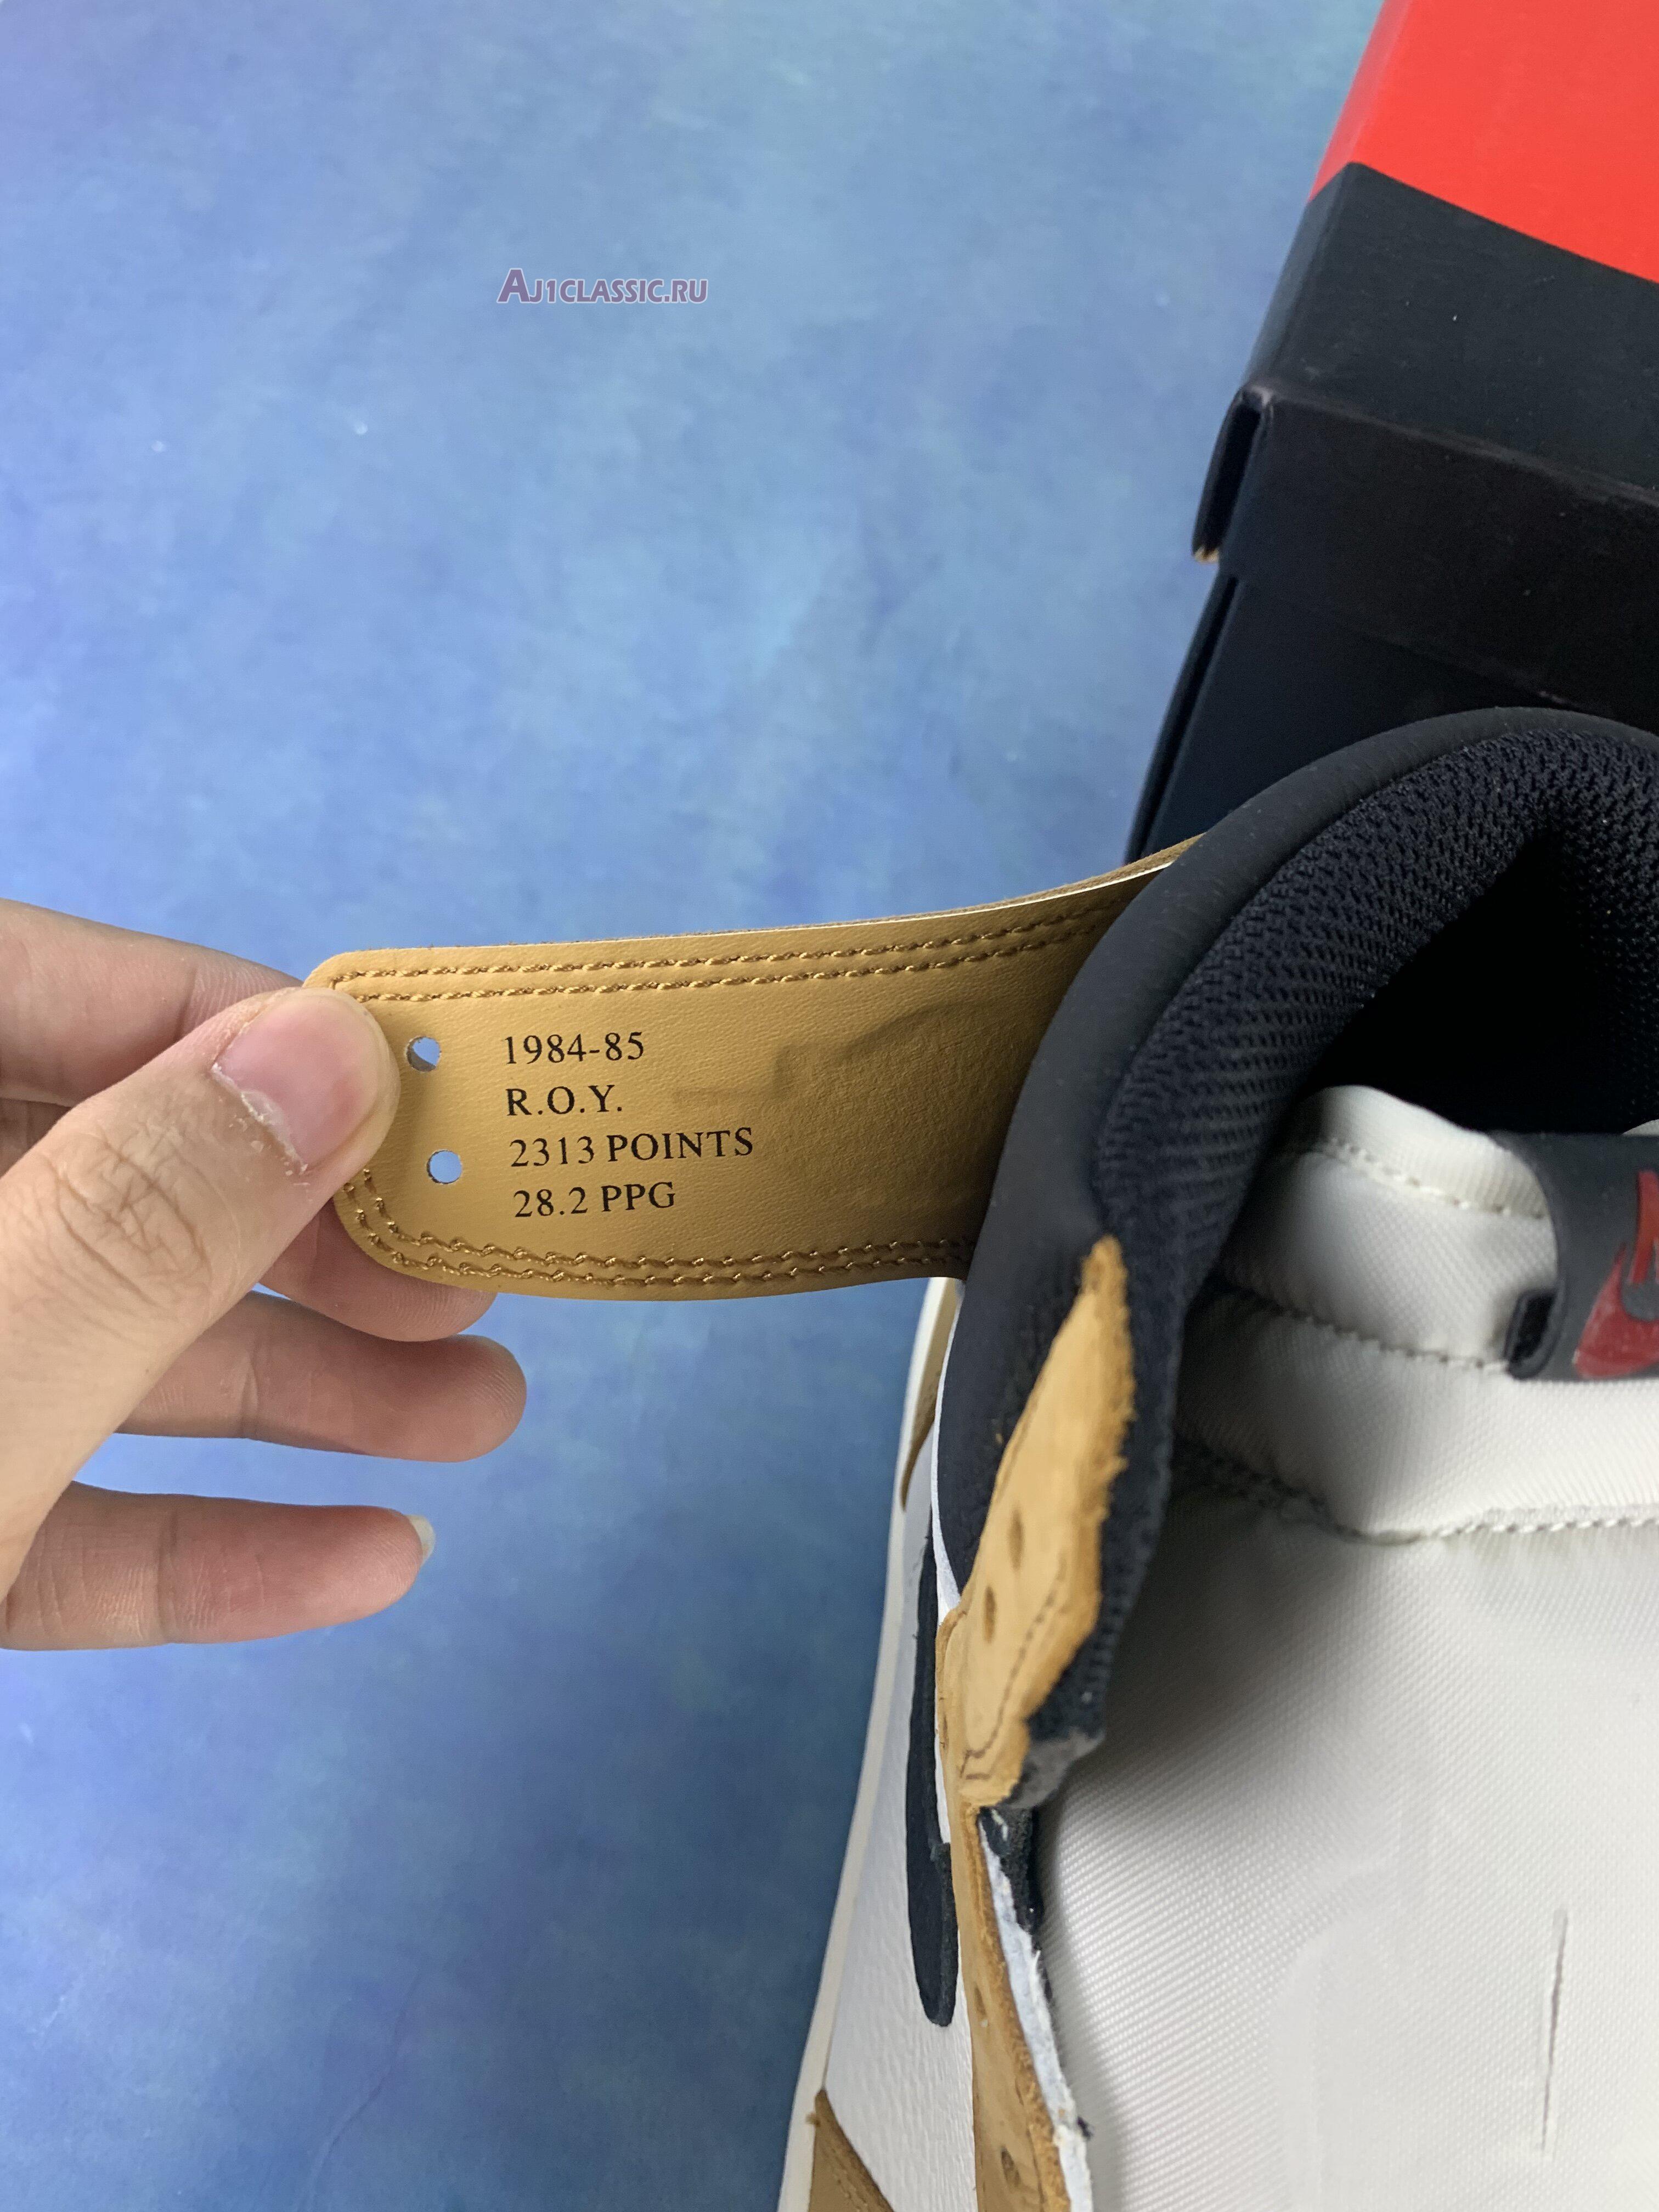 AJ1CLASSIC.RU
1984-85
R.O.Y.
2313 POINTS
28.2 PPG